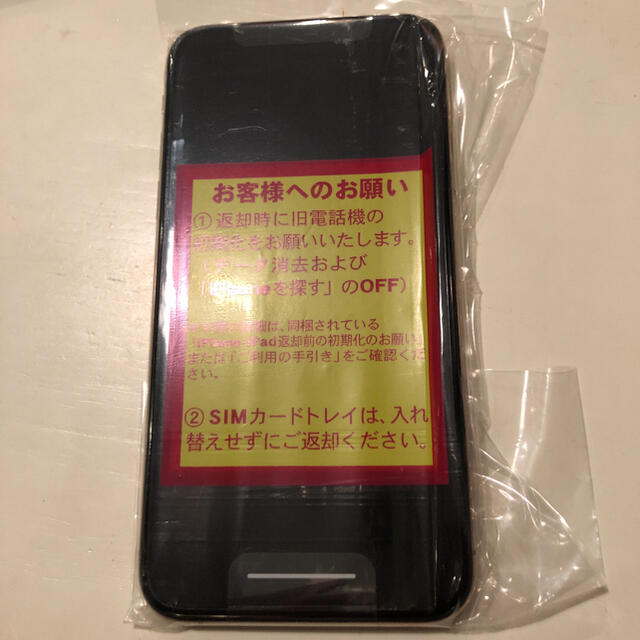 お客様へのお願い
①返却時に旧電話機の
をお願いいたします。
消去および
を探す」のOFF）
は、同梱されている
iPad返却前の初期化のお願い」
または「ご利用の手引き」をご確認くだ
さい。
②SIMカードトレイは、入れ
替えせずにご返却ください。